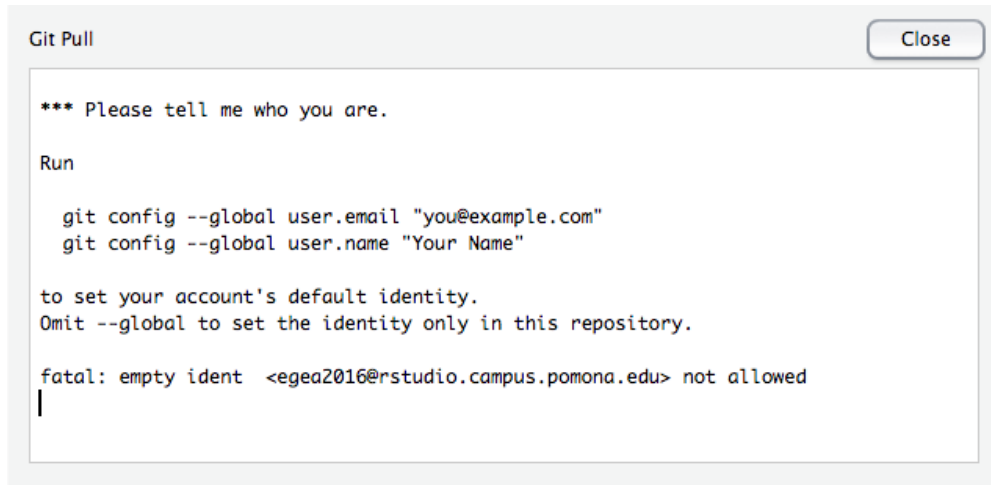 Git Pull
Close
*** Please tell me who you are.
Run
git config --global user.email "you@example.com"
git config --global user.name "Your Name"
to set your account's default identity.
Omit --global to set the identity only in this repository.
fatal: empty ident  <egea2016@rstudio.campus.pomona.edu> not allowed